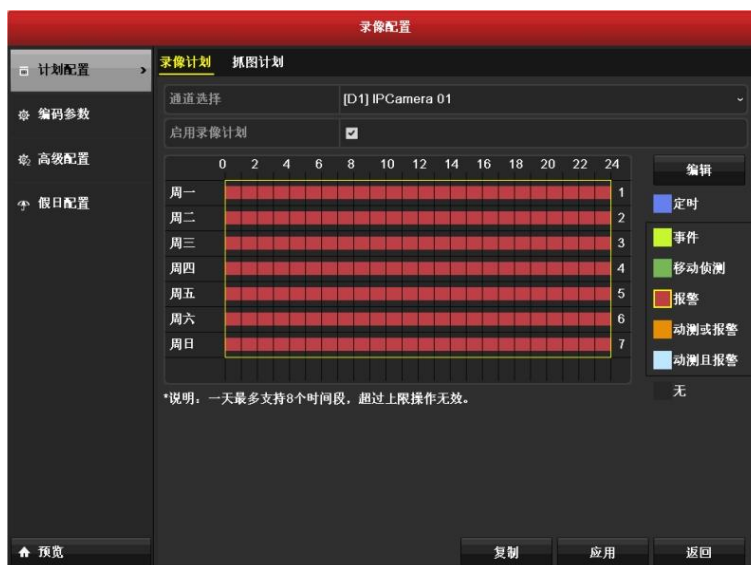 录像配置
计划配置
编码参数
高级配置
假日配置
录像计划 抓图计划
通道选择 [D1] IPCamera 01
启用录像计划
0 2 4 6 8 10 12 14 16 18 20 22 24
周一 1
周二 2
周三 3
周四 4
周五 5
周六 6
周日 7
*说明：一天最多支持8个时间段，超过上限操作无效。
编辑
定时
事件
移动侦测
报警
动测或报警
动测且报警
无
预览
复制 应用 返回